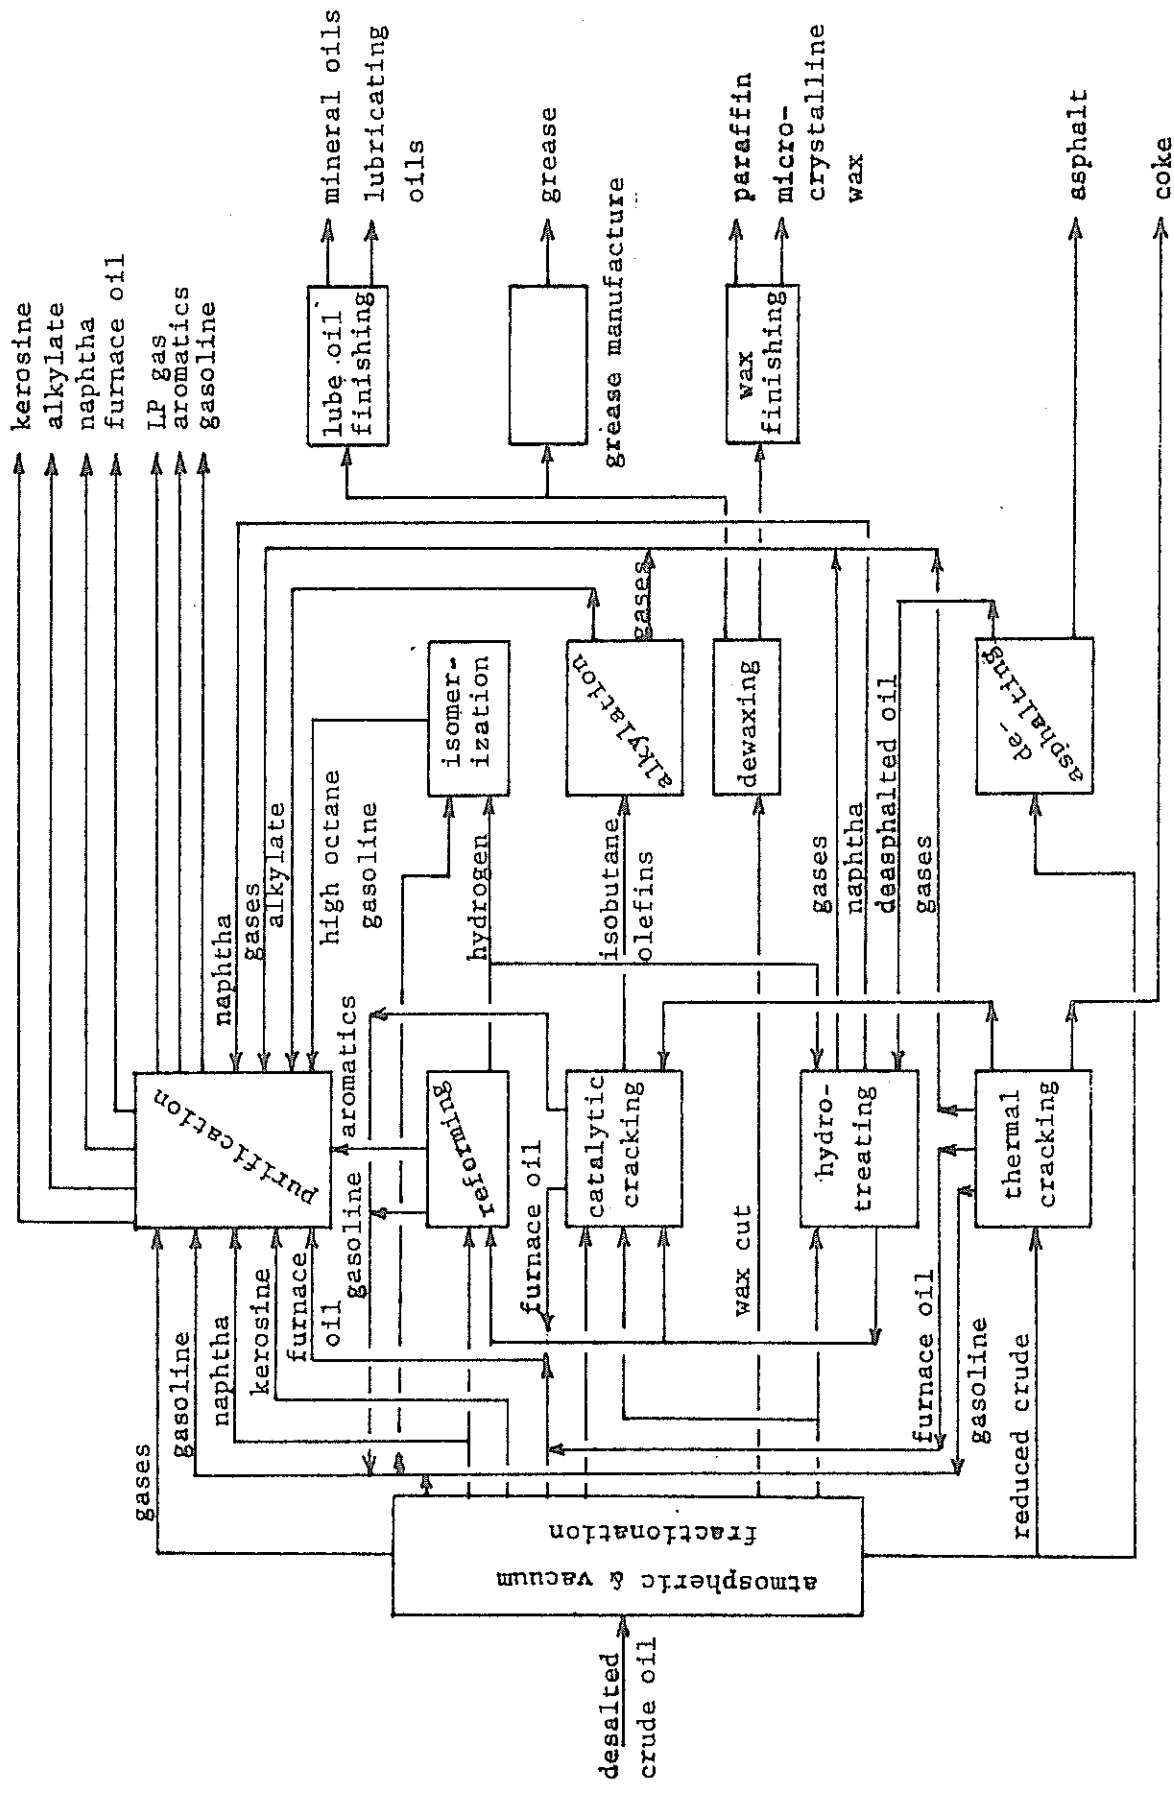 kerosine
alkylate
naphtha
furnace oil
LP gas
aromatics
gasoline
mineral oils
lubricating
oils
grease
paraffin
micro-
crystalline
wax
asphalt
coke
lube oil
finishing
grease manufacture
wax
finishing
isomer-
ization
alkylation
gases
dewaxing
de-
asphalting
naphtha
gases
alkylate
high octane
gasoline
hydrogen
isobutane
olefins
gases
naphtha
deasphalted oil
gases
purification
aromatics
reforming
catalytic
cracking
hydro-
treating
thermal
cracking
gases
gasoline
naphtha
kerosine
furnace
oil
gasoline
furnace oil
wax cut
furnace oil
gasoline
reduced crude
atmospheric & vacuum
fractionation
desalted
crude oil